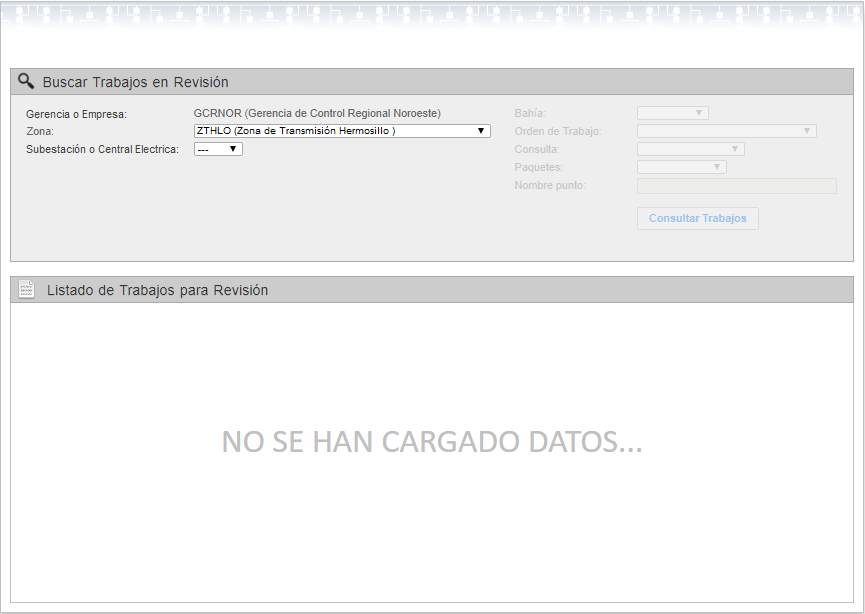 Buscar Trabajos en Revisión
Gerencia o Empresa: GCRNOR (Gerencia de Control Regional Noroeste)
Zona: ZTHLO (Zona de Transmisión Hermosillo )
Subestación o Central Electrica: ---
Bahía:
Orden de Trabajo:
Consulta:
Paquetes:
Nombre punto:
Consultar Trabajos
Listado de Trabajos para Revisión
NO SE HAN CARGADO DATOS...